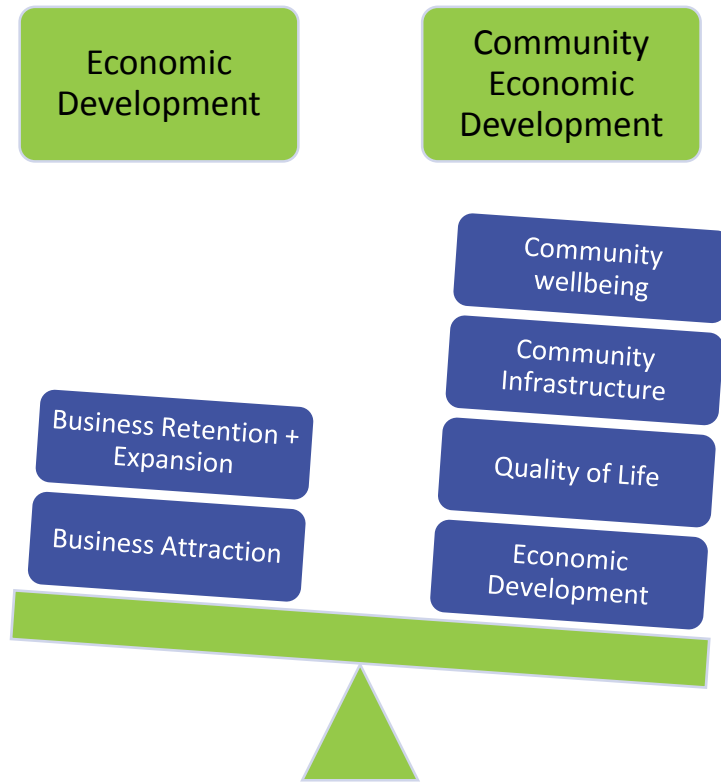 Economic
Development
Community
Economic
Development
Business Retention +
Expansion
Business Attraction
Community
wellbeing
Community
Infrastructure
Quality of Life
Economic
Development